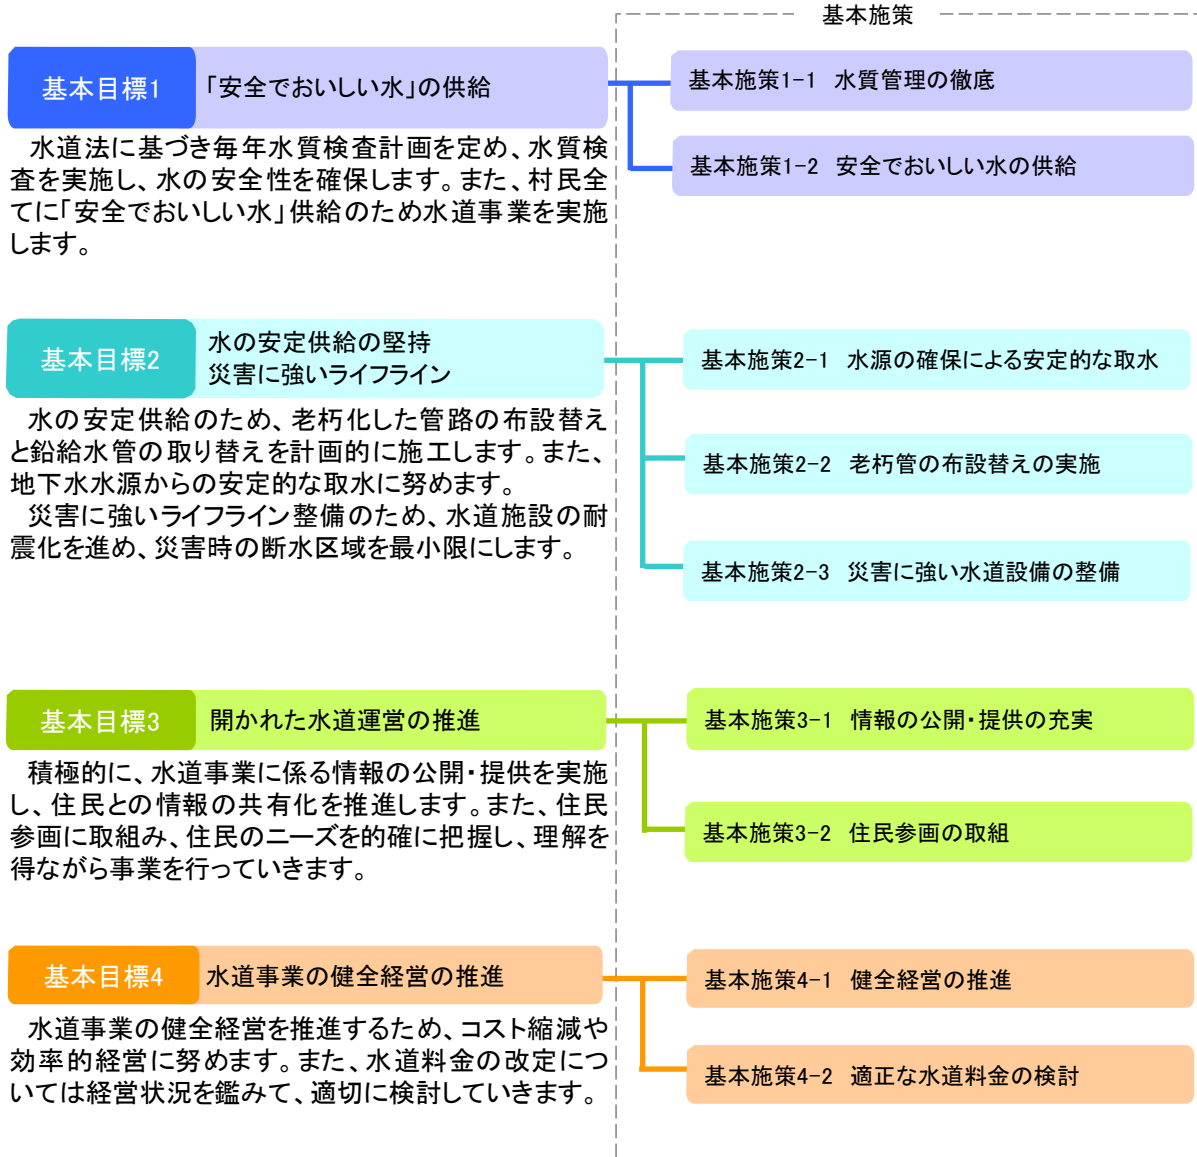 基本施策
基本目標1
「安全でおいしい水」の供給
基本施策1-1 水質管理の徹底
基本施策1-2 安全でおいしい水の供給
水道法に基づき毎年水質検査計画を定め、水質検
査を実施し、水の安全性を確保します。また、村民全
てに「安全でおいしい水」供給のため水道事業を実施
します。
基本目標2
水の安定供給の堅持
災害に強いライフライン
基本施策2-1 水源の確保による安定的な取水
基本施策2-2 老朽管の布設替えの実施
基本施策2-3 災害に強い水道設備の整備
水の安定供給のため、老朽化した管路の布設替え
と鉛給水管の取り替えを計画的に施工します。また、
地下水水源からの安定的な取水に努めます。
災害に強いライフライン整備のため、水道施設の耐
震化を進め、災害時の断水区域を最小限にします。
基本目標3
開かれた水道運営の推進
基本施策3-1 情報の公開・提供の充実
基本施策3-2 住民参画の取組
積極的に、水道事業に係る情報の公開・提供を実施
し、住民との情報の共有化を推進します。また、住民
参画に取組み、住民のニーズを的確に把握し、理解を
得ながら事業を行っていきます。
基本目標4
水道事業の健全経営の推進
基本施策4-1 健全経営の推進
基本施策4-2 適正な水道料金の検討
水道事業の健全経営を推進するため、コスト縮減や
効率的経営に努めます。また、水道料金の改定につ
いては経営状況を鑑みて、適切に検討していきます。